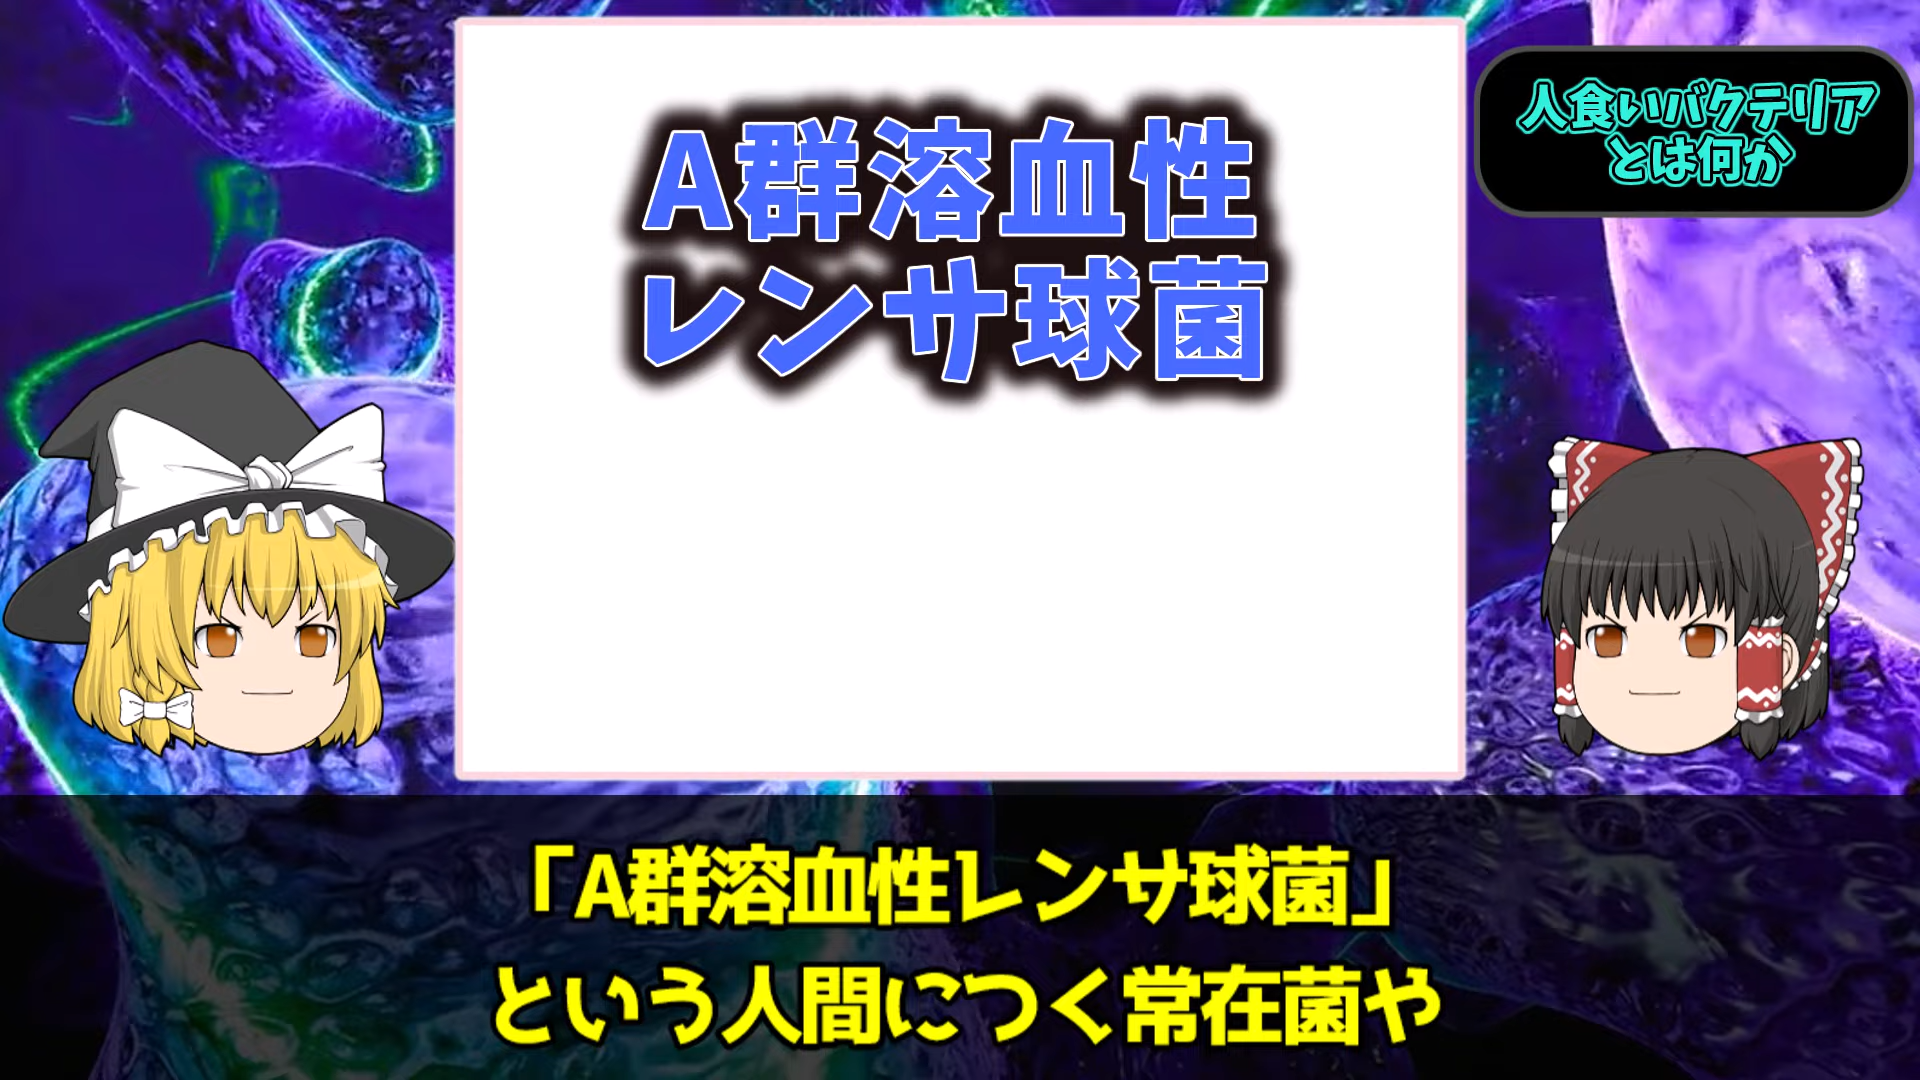 A群溶血性
レンサ球菌
人食いバクテリア
とは何か
「A群溶血性レンサ球菌」
という人間につく常在菌や